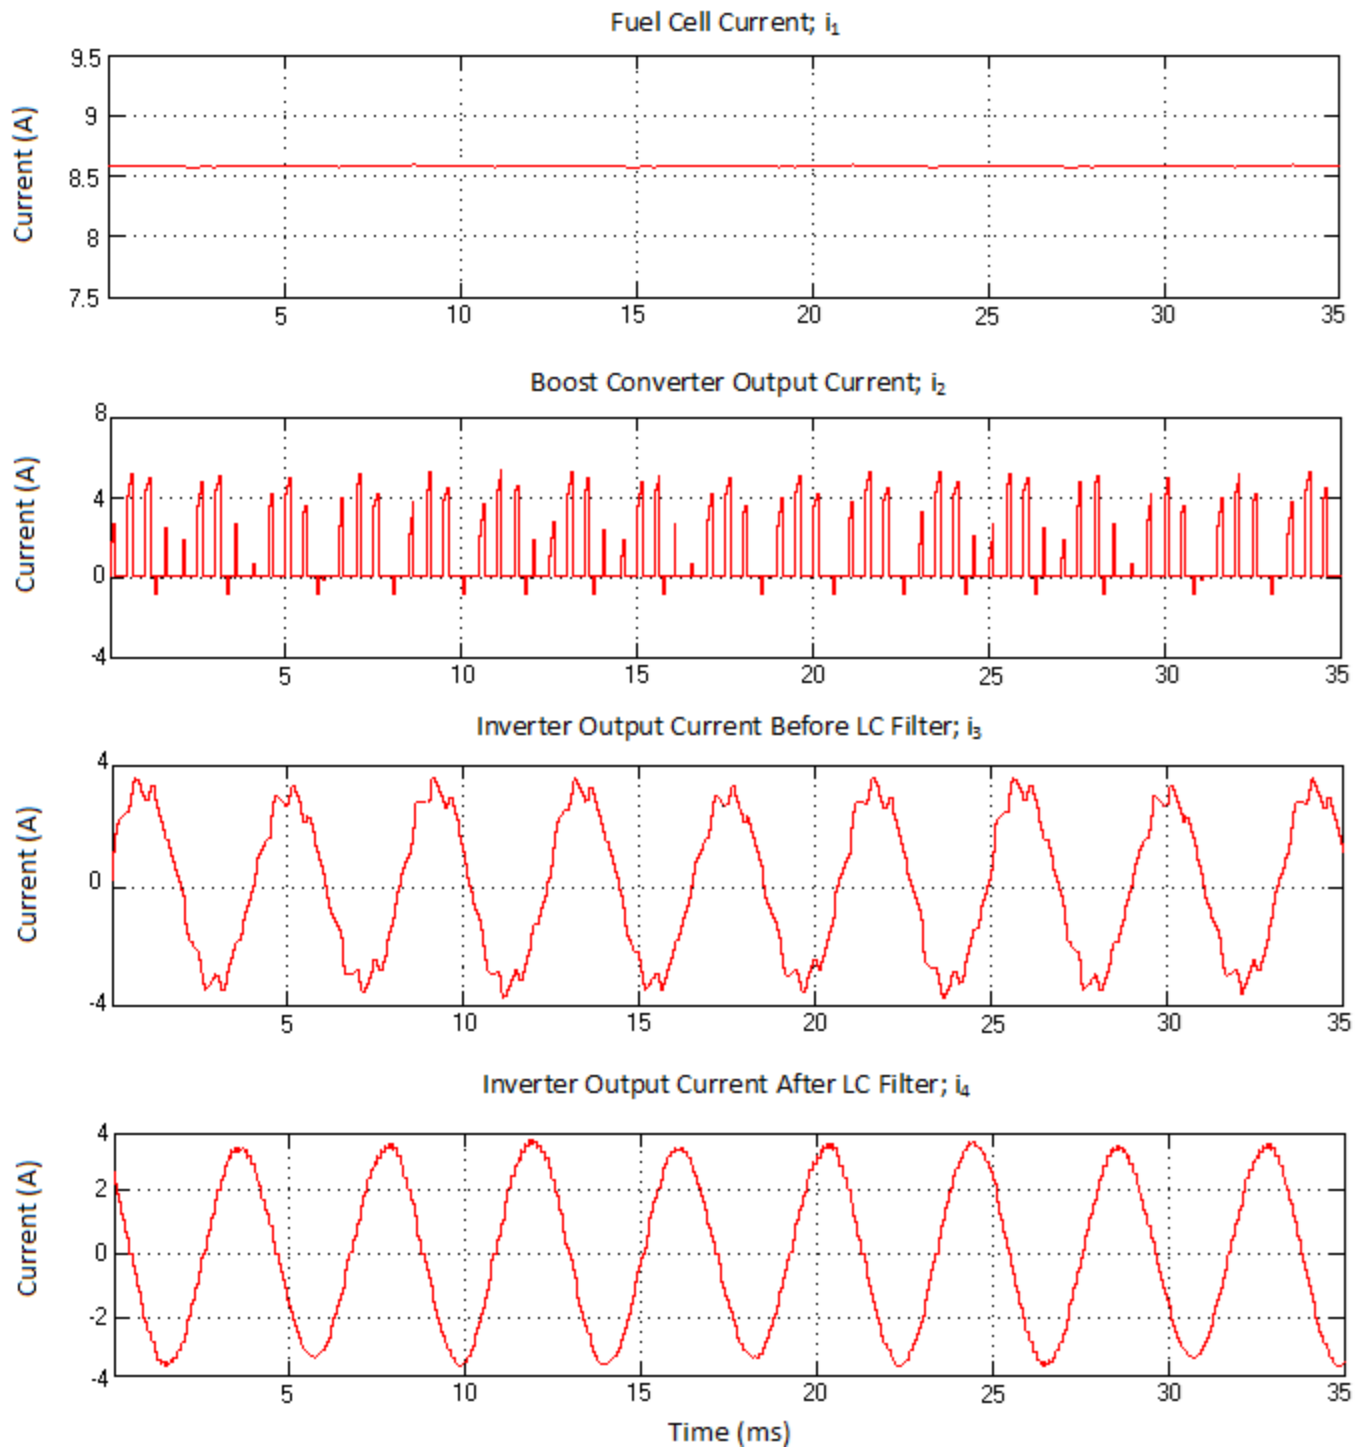 Fuel Cell Current; i₁
9.5
9
8.5
8
7.5
Current (A)
5 10 15 20 25 30 35
Boost Converter Output Current; i₂
8
4
0
-4
Current (A)
5 10 15 20 25 30 35
Inverter Output Current Before LC Filter; i₃
4
0
-4
Current (A)
5 10 15 20 25 30 35
Inverter Output Current After LC Filter; i₄
4
2
0
-2
-4
Current (A)
5 10 15 20 25 30 35
Time (ms)